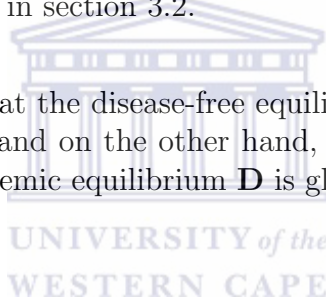 in section 3.2.
at the disease-free equili
and on the other hand,
emic equilibrium D is gl
UNIVERSITY of the
WESTERN CAPE